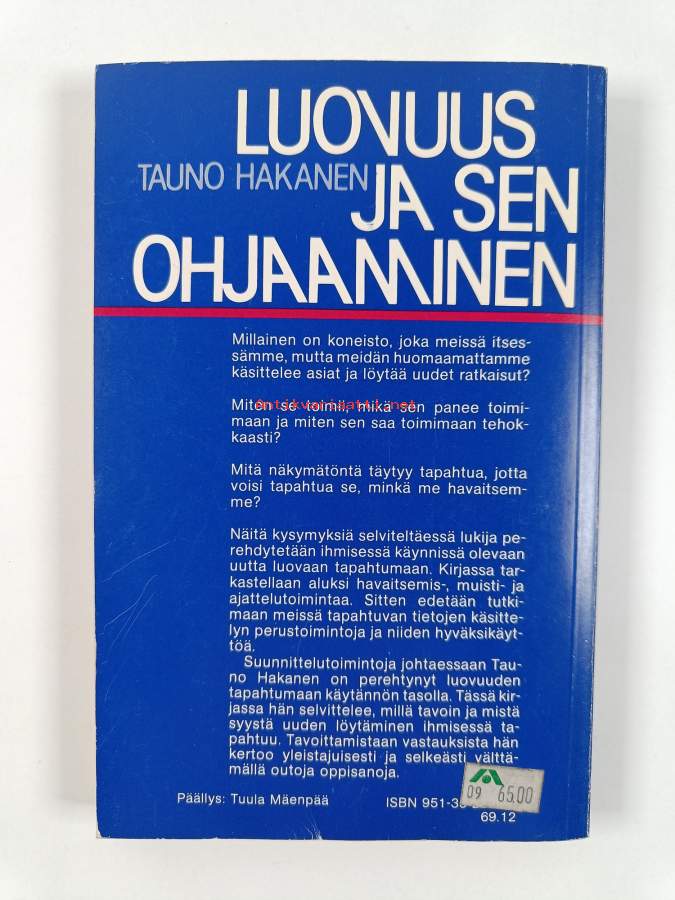 LUOVUUS
TAUNO HAKANEN
JA SEN
OHJAAMINEN
Millainen on koneisto, joka meissä itses-
sämme, mutta meidän huomaamattamme
käsittelee asiat ja löytää uudet ratkaisut?
Miten se toimii, mikä sen panee toimi-
Antikvariaatti.net
maan ja miten sen saa toimimaan tehok-
kaasti?
Mitä näkymätöntä täytyy tapahtua, jotta
voisi tapahtua se, minkä me havaitsem-
me?
Näitä kysymyksiä selviteltäessä lukija pe-
rehdytetään ihmisessä käynnissä olevaan
uutta luovaan tapahtumaan. Kirjassa tar-
kastellaan aluksi havaitsemis-, muisti- ja
ajattelutoimintaa. Sitten edetään tutki-
maan meissä tapahtuvan tietojen käsitte-
lyn perustoimintoja ja niiden hyväksikäyt-
töä.
Suunnittelutoimintoja johtaessaan Tau-
no Hakanen on perehtynyt luovuuden
tapahtumaan käytännön tasolla. Tässä kir-
jassa hän selvittelee, millä tavoin ja mistä
syystä uuden löytäminen ihmisessä ta-
pahtuu. Tavoittamistaan vastauksista hän
kertoo yleistajuisesti ja selkeästi välttä-
mällä outoja oppisanoja.
09 65.00
Päällys: Tuula Mäenpää
ISBN 951-3
69.12